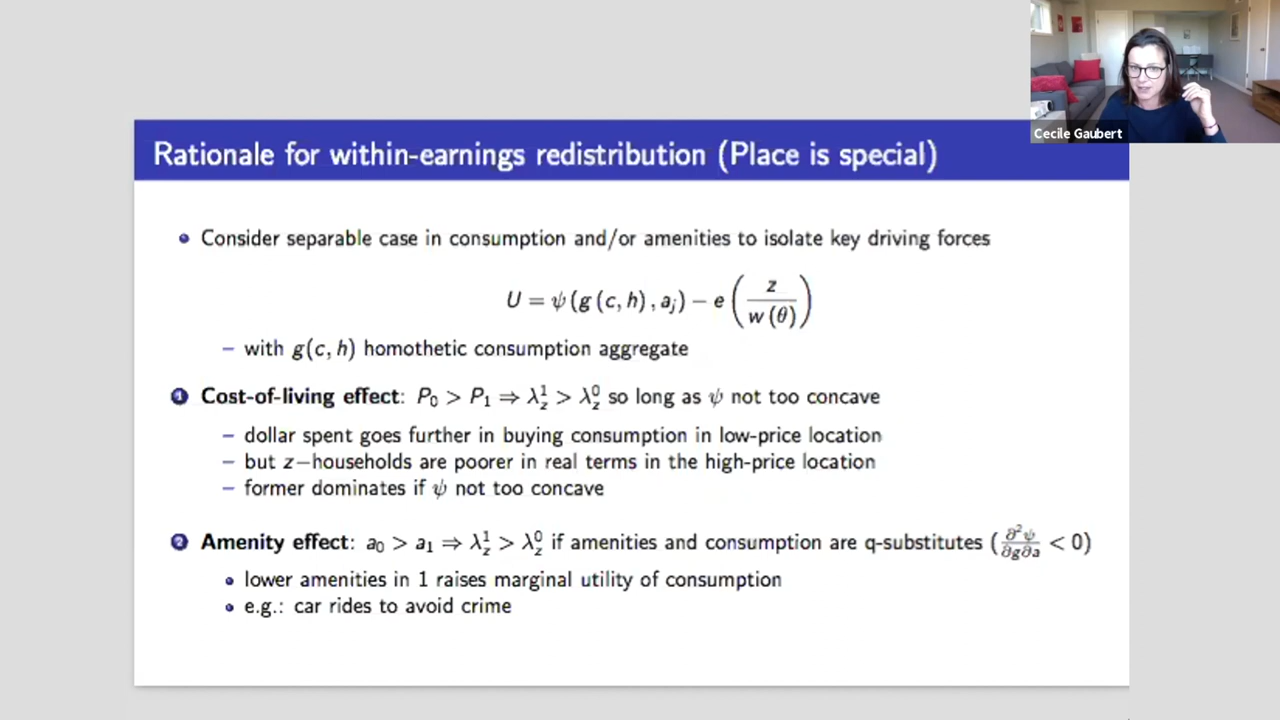 Cecile Gaubert
Rationale for within-earnings redistribution (Place is special)
Consider separable case in consumption and/or amenities to isolate key driving forces
U = ψ (g (c, h) , a_j) − e ( z / w (θ) )
– with g(c, h) homothetic consumption aggregate
1 Cost-of-living effect: P_0 > P_1 ⇒ λ_z^1 > λ_z^0 so long as ψ not too concave
– dollar spent goes further in buying consumption in low-price location
– but z−households are poorer in real terms in the high-price location
– former dominates if ψ not too concave
2 Amenity effect: a_0 > a_1 ⇒ λ_z^1 > λ_z^0 if amenities and consumption are q-substitutes (∂²ψ/∂g∂a < 0)
• lower amenities in 1 raises marginal utility of consumption
• e.g.: car rides to avoid crime